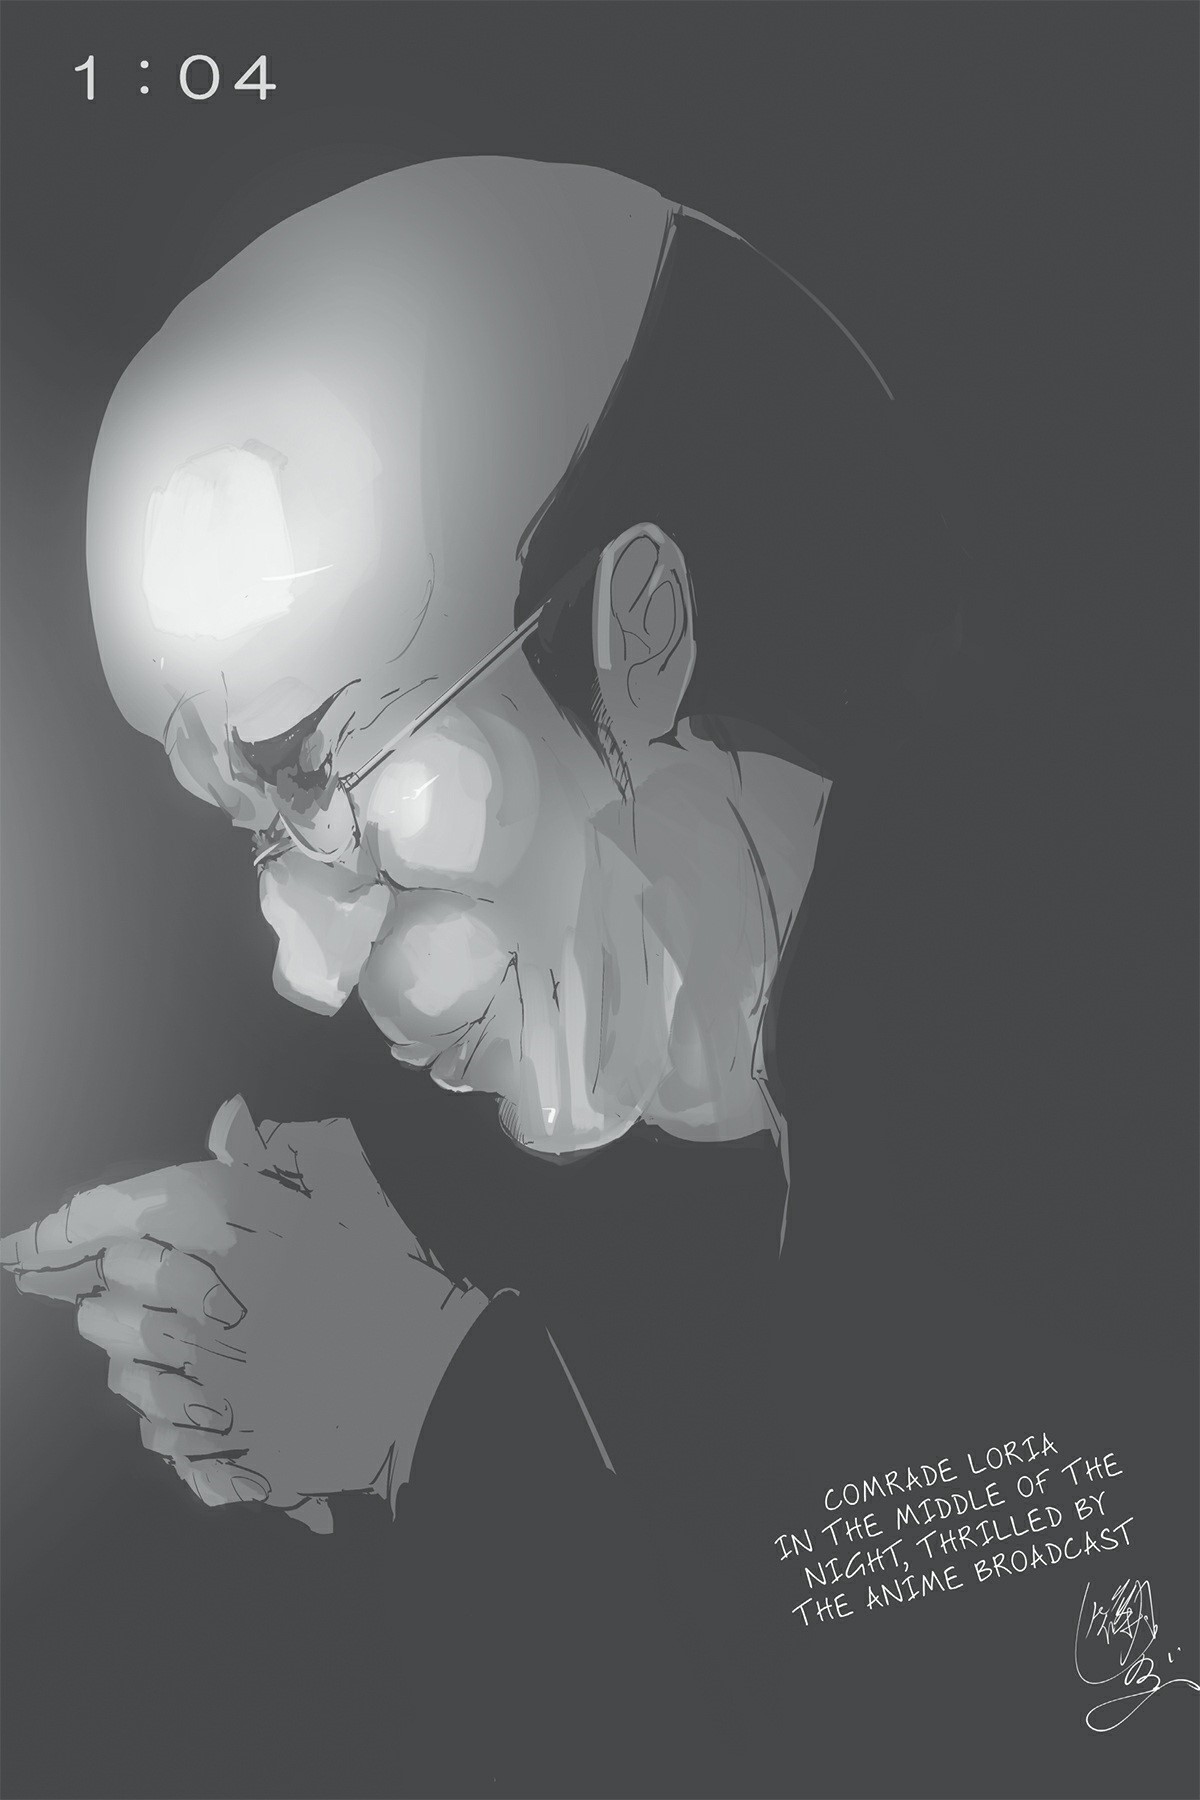 1:04
COMRADE LORIA
IN THE MIDDLE OF THE
NIGHT, THRILLED BY
THE ANIME BROADCAST